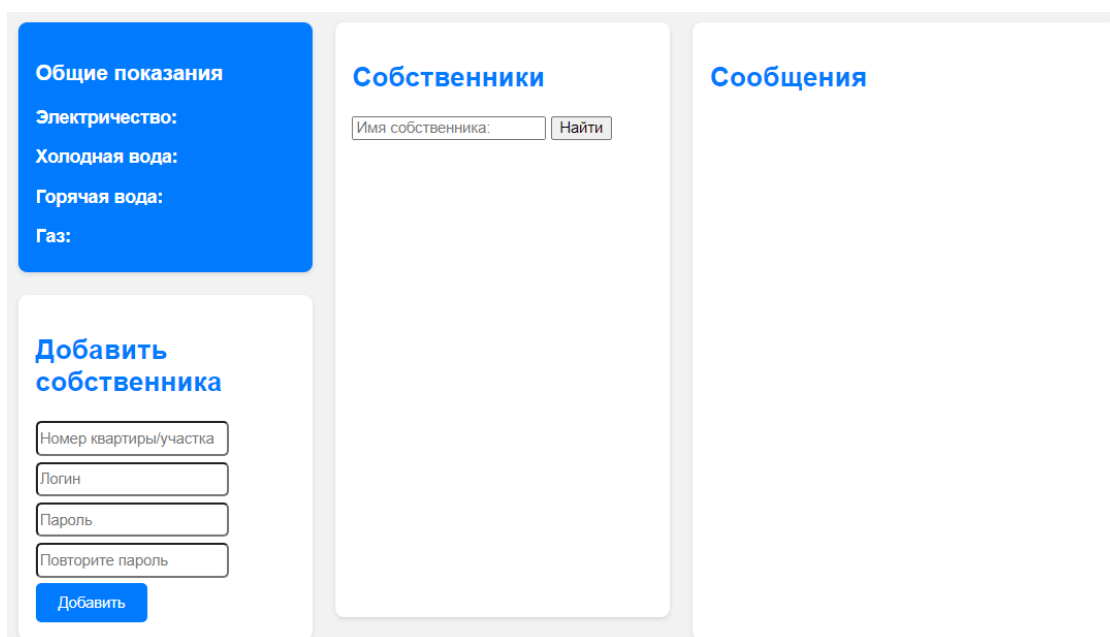 Общие показания
Электричество:
Холодная вода:
Горячая вода:
Газ:
Добавить
собственника
Номер квартиры/участка
Логин
Пароль
Повторите пароль
Добавить
Собственники
Имя собственника:
Найти
Сообщения